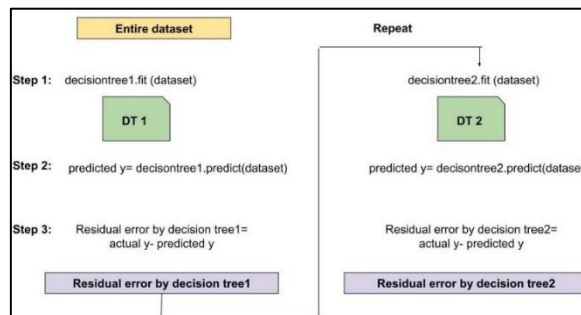 Entire dataset
Repeat
Step 1:
decisiontree1.fit (dataset)
decisiontree2.fit (dataset)
DT 1
DT 2
Step 2:
predicted y= decisontree1.predict(dataset)
predicted y= decisontree2.predict(datase
Step 3:
Residual error by decision tree1=
actual y- predicted y
Residual error by decision tree2=
actual y- predicted y
Residual error by decision tree1
Residual error by decision tree2